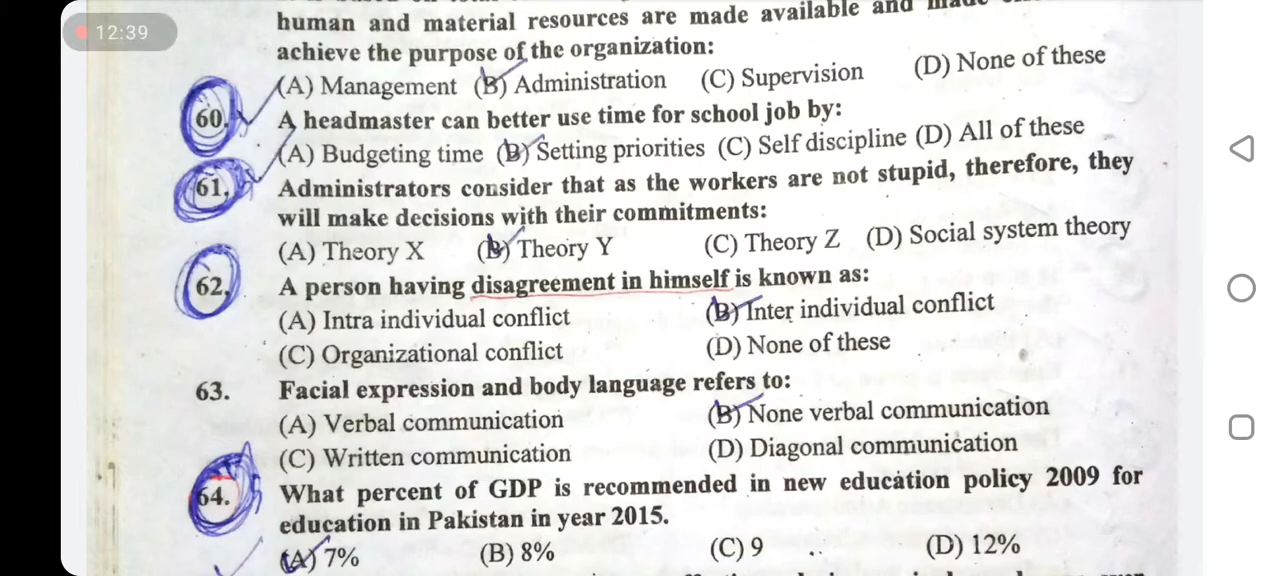 12:39
human and material resources are made available and
achieve the purpose of the organization:
(A) Management (B) Administration (C) Supervision (D) None of these
60. A headmaster can better use time for school job by:
(A) Budgeting time (B) Setting priorities (C) Self discipline (D) All of these
61. Administrators consider that as the workers are not stupid, therefore, they
will make decisions with their commitments:
(A) Theory X (B) Theory Y (C) Theory Z (D) Social system theory
62. A person having disagreement in himself is known as:
(A) Intra individual conflict (B) Inter individual conflict
(C) Organizational conflict (D) None of these
63. Facial expression and body language refers to:
(A) Verbal communication (B) None verbal communication
(C) Written communication (D) Diagonal communication
64. What percent of GDP is recommended in new education policy 2009 for
education in Pakistan in year 2015.
(A) 7% (B) 8% (C) 9 (D) 12%